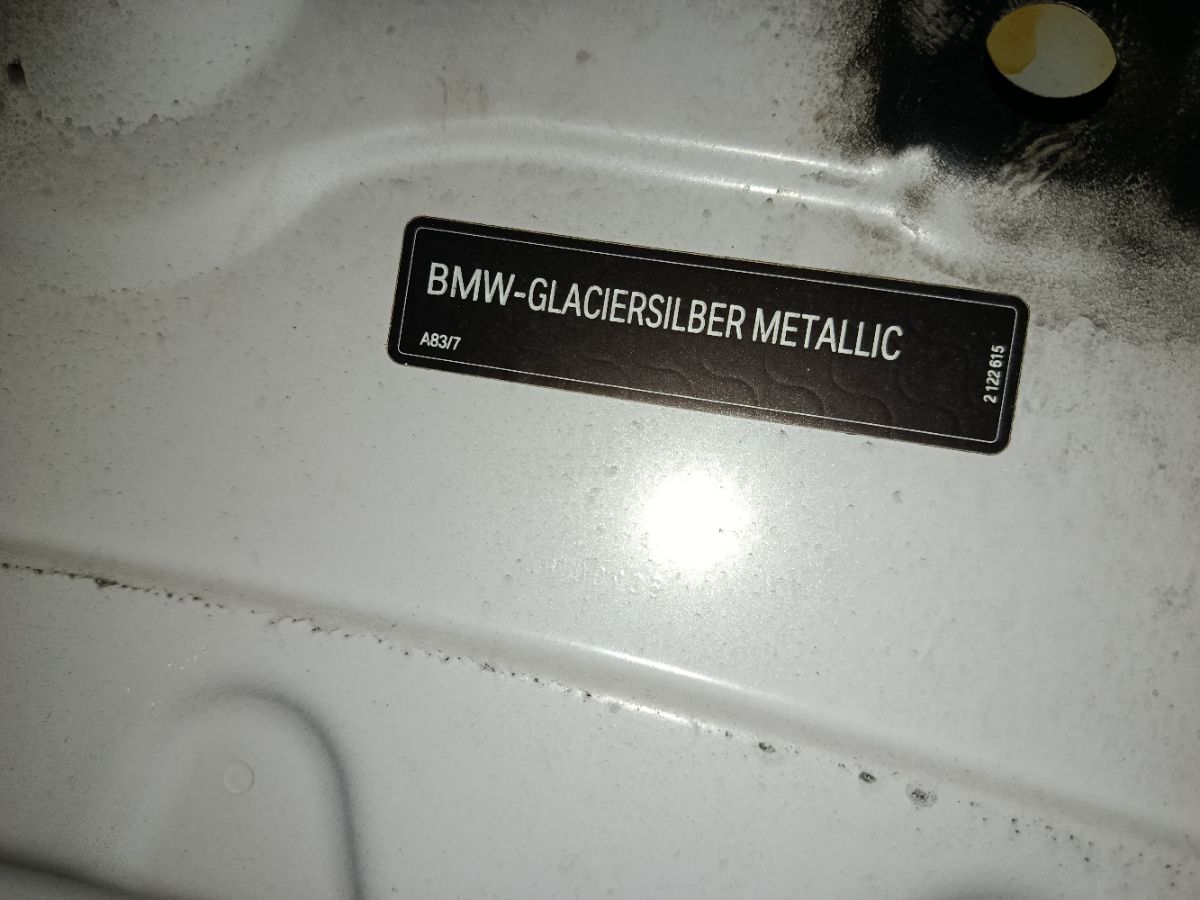 BMW-GLACIERSILBER METALLIC
A83/7
2 122 615